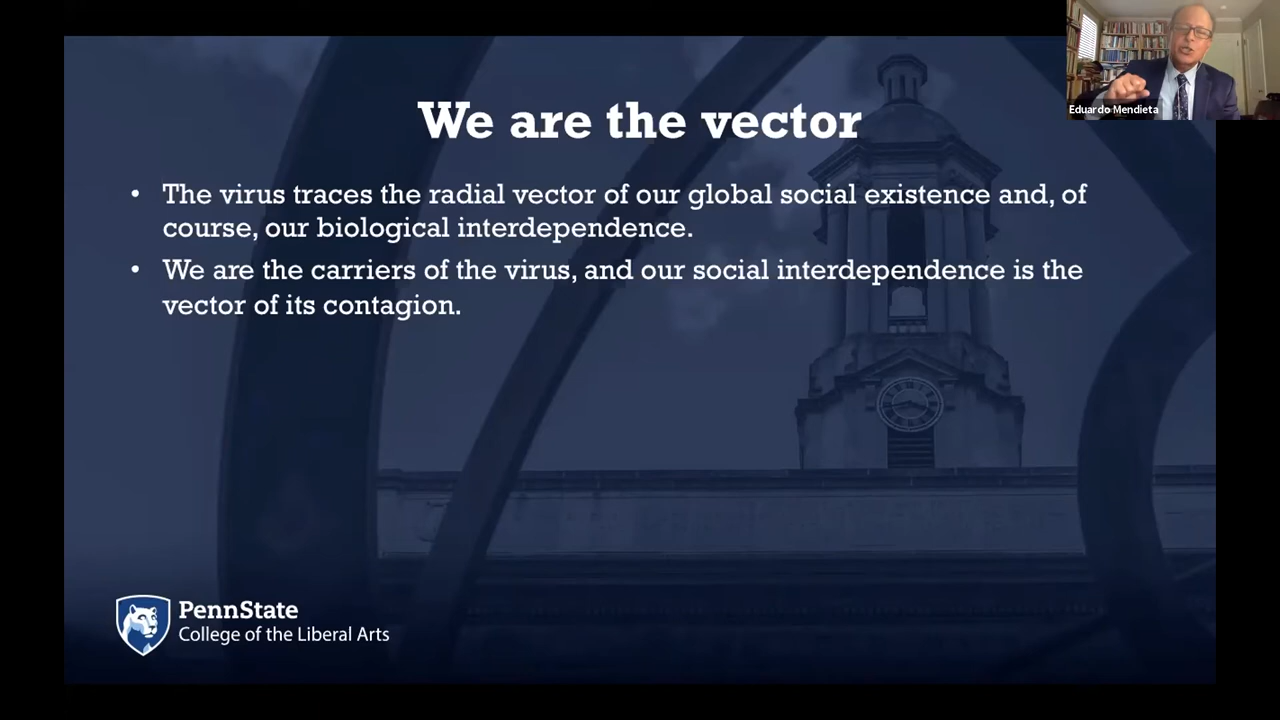 Eduardo Mendieta
We are the vector
• The virus traces the radial vector of our global social existence and, of
course, our biological interdependence.
• We are the carriers of the virus, and our social interdependence is the
vector of its contagion.
PennState
College of the Liberal Arts